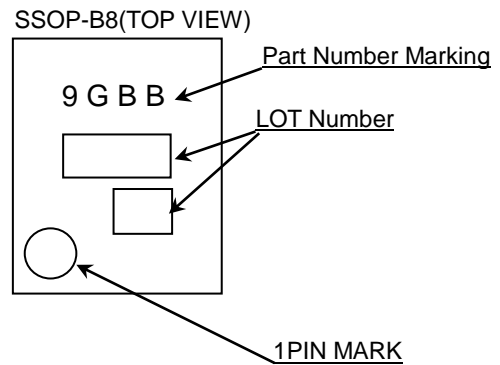 SSOP-B8(TOP VIEW)
Part Number Marking
9 G B B
LOT Number
1PIN MARK